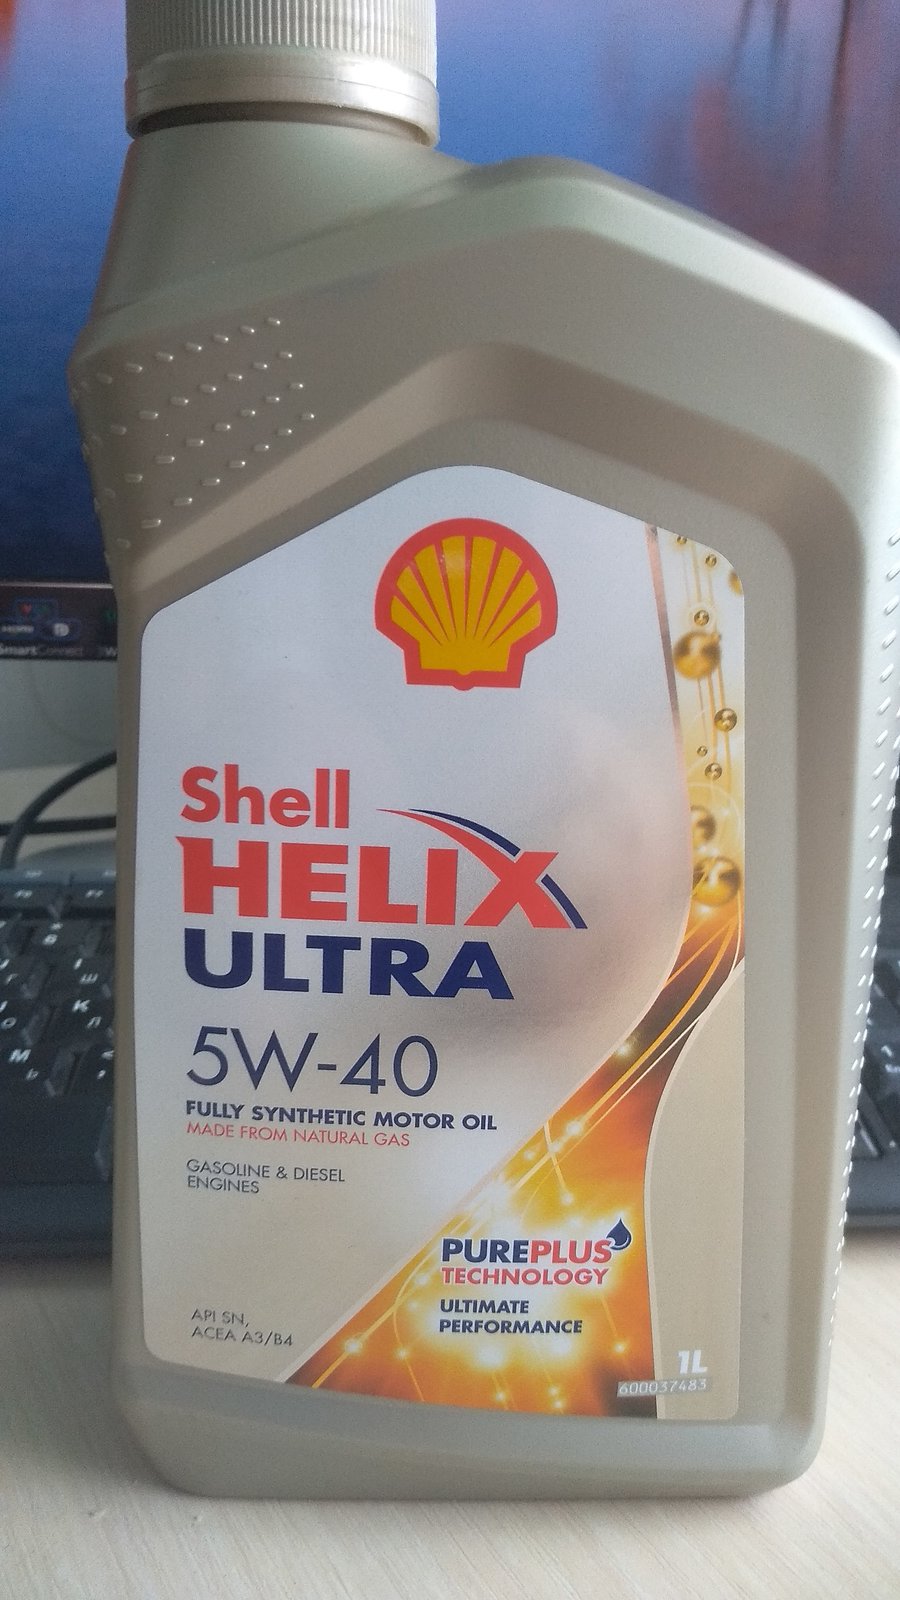 Shell
HELIX
ULTRA
5W-40
FULLY SYNTHETIC MOTOR OIL
MADE FROM NATURAL GAS
GASOLINE & DIESEL
ENGINES
PUREPLUS
TECHNOLOGY
ULTIMATE
PERFORMANCE
API SN,
ACEA A3/B4
1L
600037483